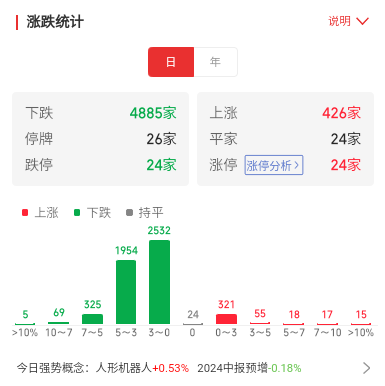 涨跌统计
说明
日 年
下跌 4885家 上涨 426家
停牌 26家 平家 24家
跌停 24家 涨停 涨停分析 24家
上涨 下跌 持平
5 69 325 1954 2532 24 321 55 18 17 15
>10% 10～7 7～5 5～3 3～0 0 0～3 3～5 5～7 7～10 >10%
今日强势概念：人形机器人+0.53% 2024中报预增-0.18%